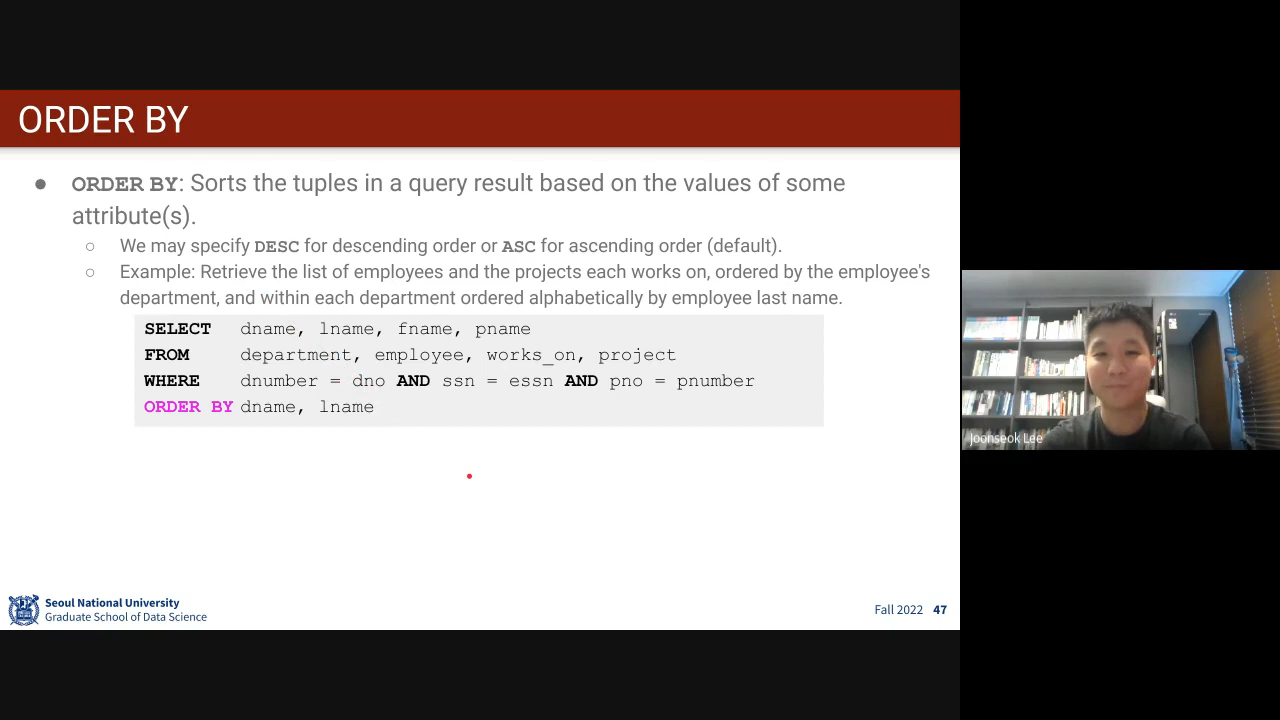 ORDER BY
● ORDER BY: Sorts the tuples in a query result based on the values of some
attribute(s).
○ We may specify DESC for descending order or ASC for ascending order (default).
○ Example: Retrieve the list of employees and the projects each works on, ordered by the employee's
department, and within each department ordered alphabetically by employee last name.
SELECT dname, lname, fname, pname
FROM department, employee, works_on, project
WHERE dnumber = dno AND ssn = essn AND pno = pnumber
ORDER BY dname, lname
Joonseok Lee
Seoul National University
Graduate School of Data Science
Fall 2022 47